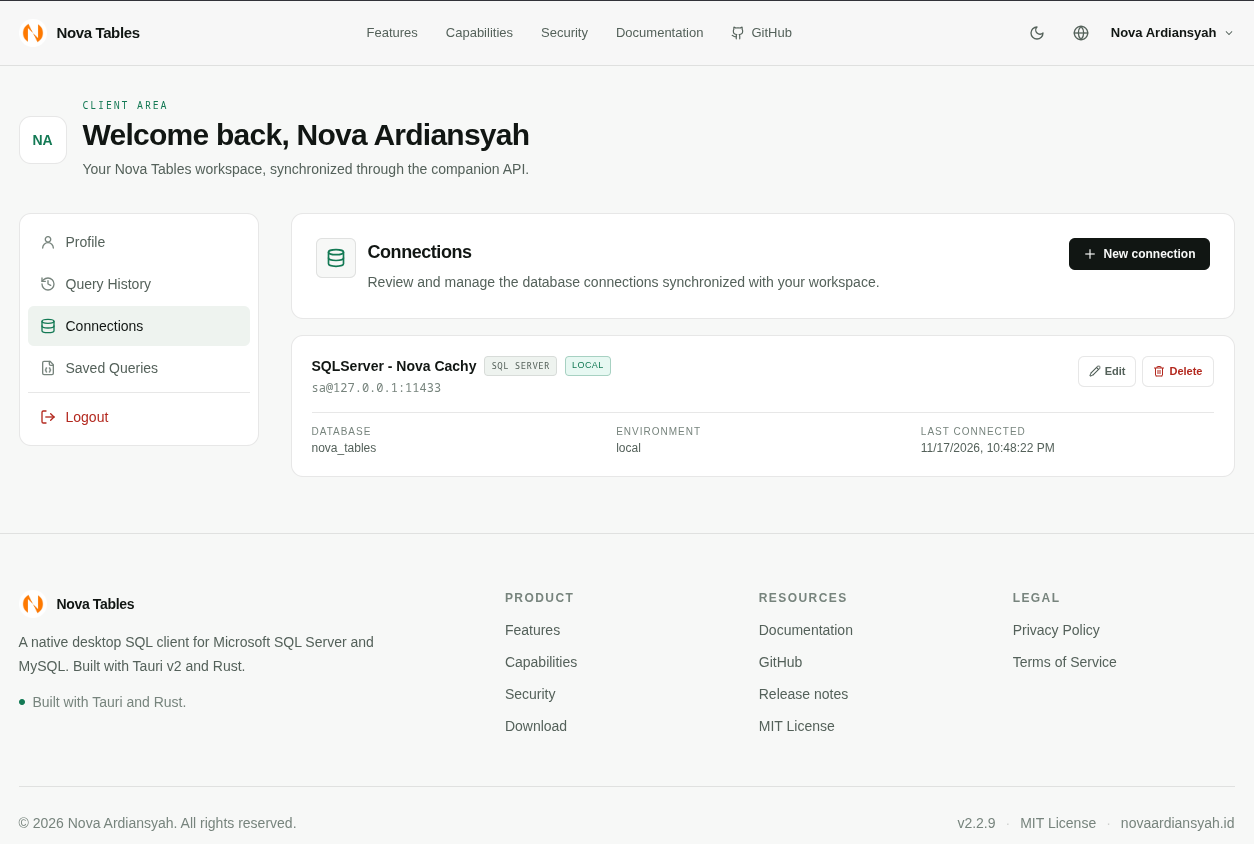 Nova Tables
Features
Capabilities
Security
Documentation
GitHub
Nova Ardiansyah
NA
CLIENT AREA
Welcome back, Nova Ardiansyah
Your Nova Tables workspace, synchronized through the companion API.
Profile
Query History
Connections
Saved Queries
Logout
Connections
Review and manage the database connections synchronized with your workspace.
New connection
SQLServer - Nova Cachy
SQL SERVER
LOCAL
sa@127.0.0.1:11433
Edit
Delete
DATABASE
nova_tables
ENVIRONMENT
local
LAST CONNECTED
11/17/2026, 10:48:22 PM
Nova Tables
A native desktop SQL client for Microsoft SQL Server and
MySQL. Built with Tauri v2 and Rust.
Built with Tauri and Rust.
PRODUCT
Features
Capabilities
Security
Download
RESOURCES
Documentation
GitHub
Release notes
MIT License
LEGAL
Privacy Policy
Terms of Service
© 2026 Nova Ardiansyah. All rights reserved.
v2.2.9 · MIT License · novaardiansyah.id